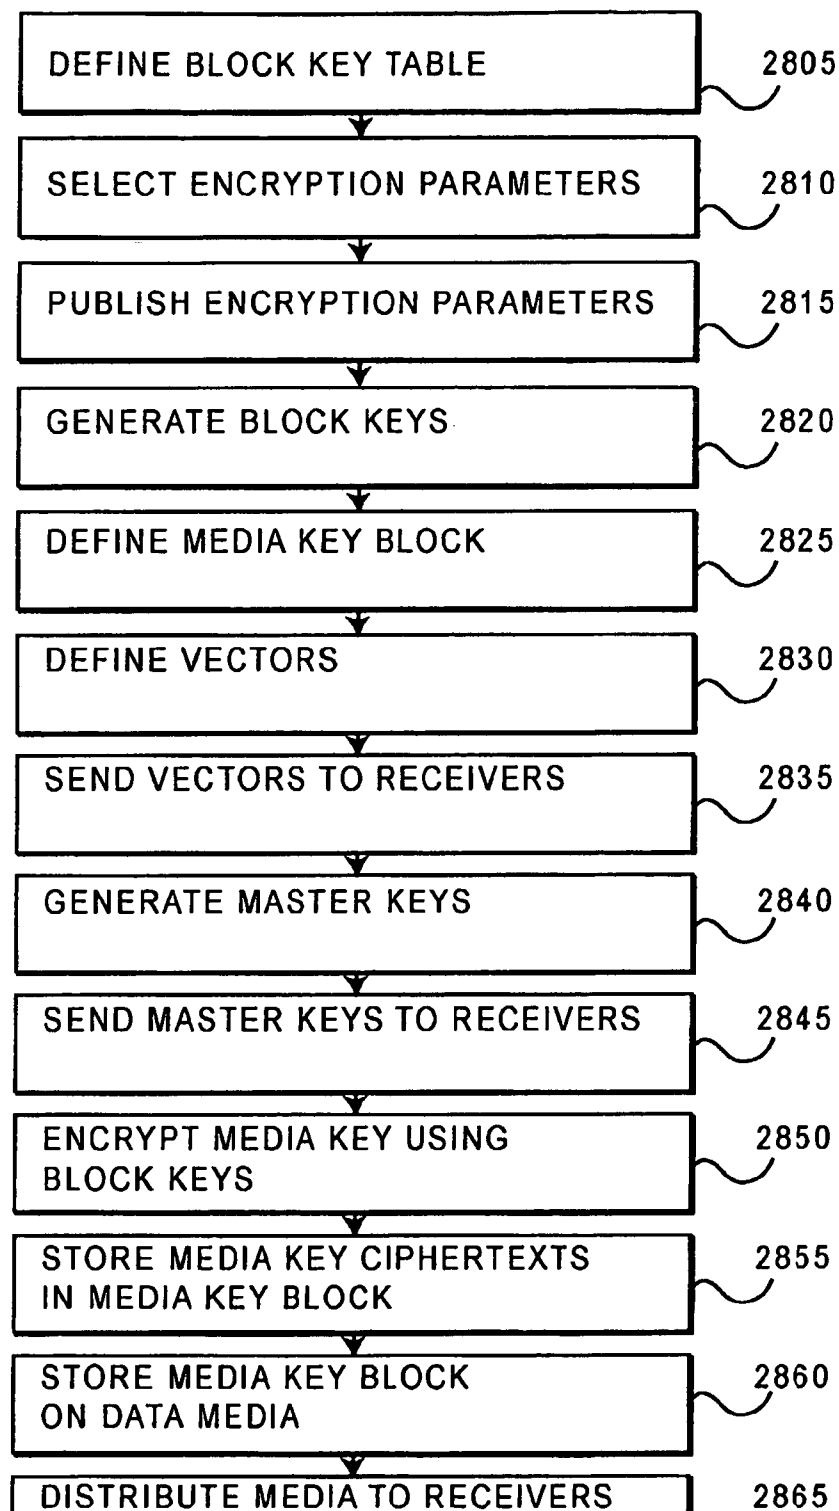 DEFINE BLOCK KEY TABLE 2805
SELECT ENCRYPTION PARAMETERS 2810
PUBLISH ENCRYPTION PARAMETERS 2815
GENERATE BLOCK KEYS 2820
DEFINE MEDIA KEY BLOCK 2825
DEFINE VECTORS 2830
SEND VECTORS TO RECEIVERS 2835
GENERATE MASTER KEYS 2840
SEND MASTER KEYS TO RECEIVERS 2845
ENCRYPT MEDIA KEY USING 2850
BLOCK KEYS
STORE MEDIA KEY CIPHERTEXTS 2855
IN MEDIA KEY BLOCK
STORE MEDIA KEY BLOCK 2860
ON DATA MEDIA
DISTRIBUTE MEDIA TO RECEIVERS 2865